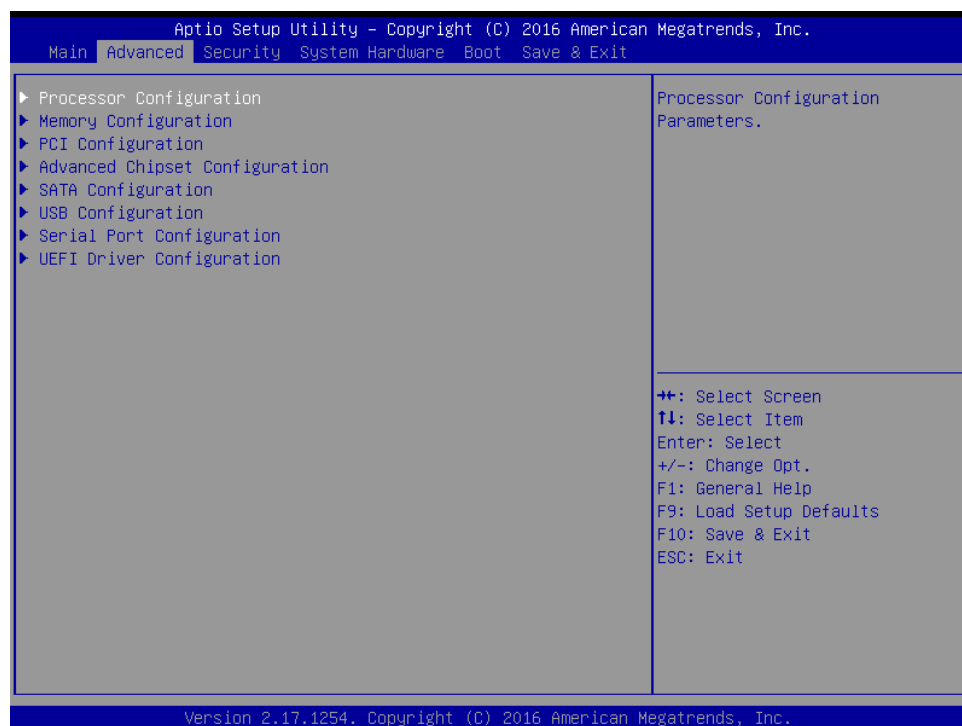 Aptio Setup Utility – Copyright (C) 2016 American Megatrends, Inc.
Main Advanced Security System Hardware Boot Save & Exit
Processor Configuration
Memory Configuration
PCI Configuration
Advanced Chipset Configuration
SATA Configuration
USB Configuration
Serial Port Configuration
UEFI Driver Configuration
Processor Configuration
Parameters.
→←: Select Screen
↑↓: Select Item
Enter: Select
+/-: Change Opt.
F1: General Help
F9: Load Setup Defaults
F10: Save & Exit
ESC: Exit
Version 2.17.1254. Copyright (C) 2016 American Megatrends, Inc.